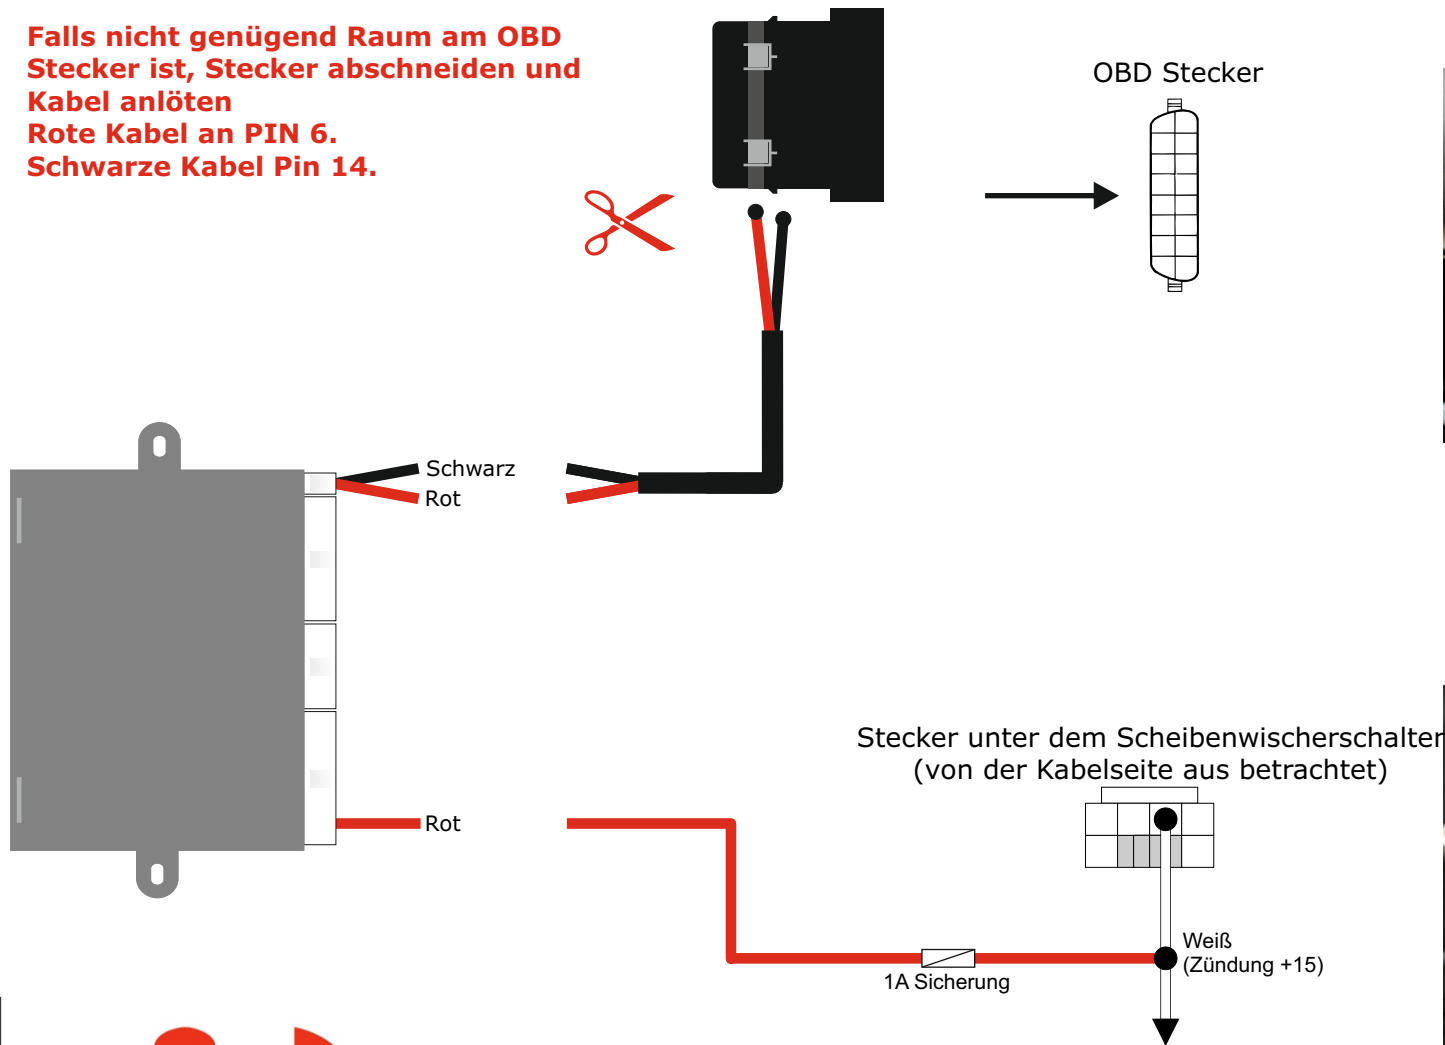 Falls nicht genügend Raum am OBD
Stecker ist, Stecker abschneiden und
Kabel anlöten
Rote Kabel an PIN 6.
Schwarze Kabel Pin 14.
OBD Stecker
Schwarz
Rot
Stecker unter dem Scheibenwischerschalter
(von der Kabelseite aus betrachtet)
Rot
Weiß
(Zündung +15)
1A Sicherung